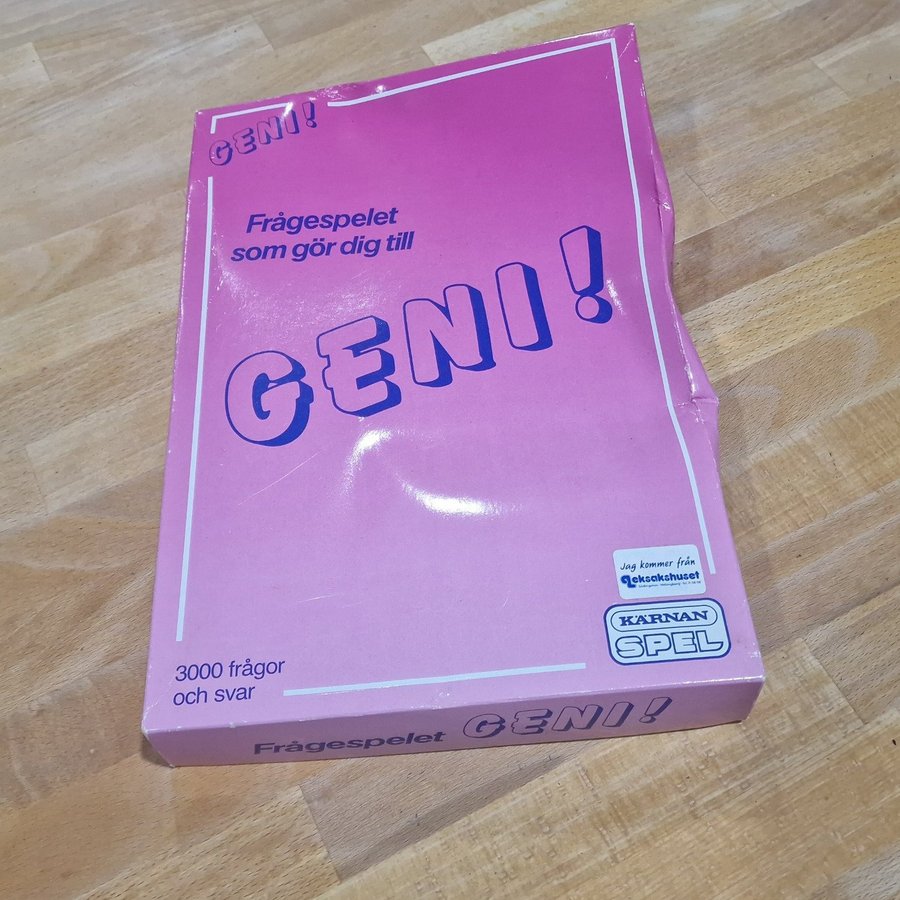 GENI!
Frågespelet
som gör dig till
GENI!
Jag kommer från
Leksakshuset
KÄRNAN
SPEL
3000 frågor
och svar
Frågespelet GENI!